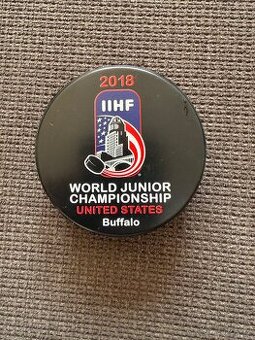 2018
IIHF
WORLD JUNIOR
CHAMPIONSHIP
UNITED STATES
Buffalo